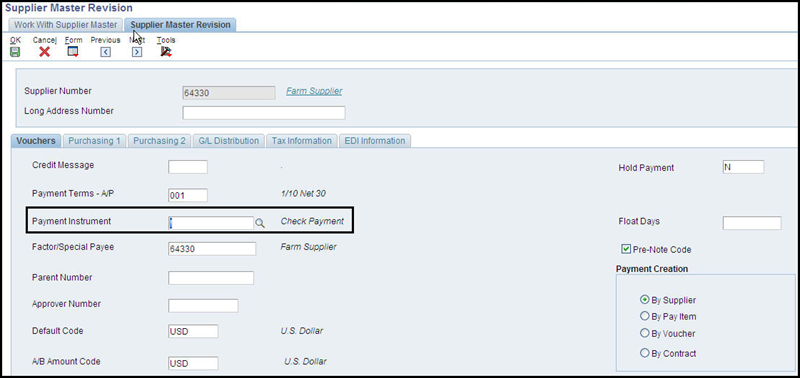 Supplier Master Revision
Work With Supplier Master Supplier Master Revision
OK Cancel Form Previous Tools
Supplier Number 64330 Farm Supplier
Long Address Number
Vouchers Purchasing 1 Purchasing 2 G/L Distribution Tax Information EDI Information
Credit Message . Hold Payment N
Payment Terms - A/P 001 1/10 Net 30
Payment Instrument Check Payment Float Days
Factor/Special Payee 64330 Farm Supplier Pre-Note Code
Parent Number Payment Creation
Approver Number By Supplier
By Pay Item
Default Code USD U.S. Dollar By Voucher
A/B Amount Code USD U.S. Dollar By Contract